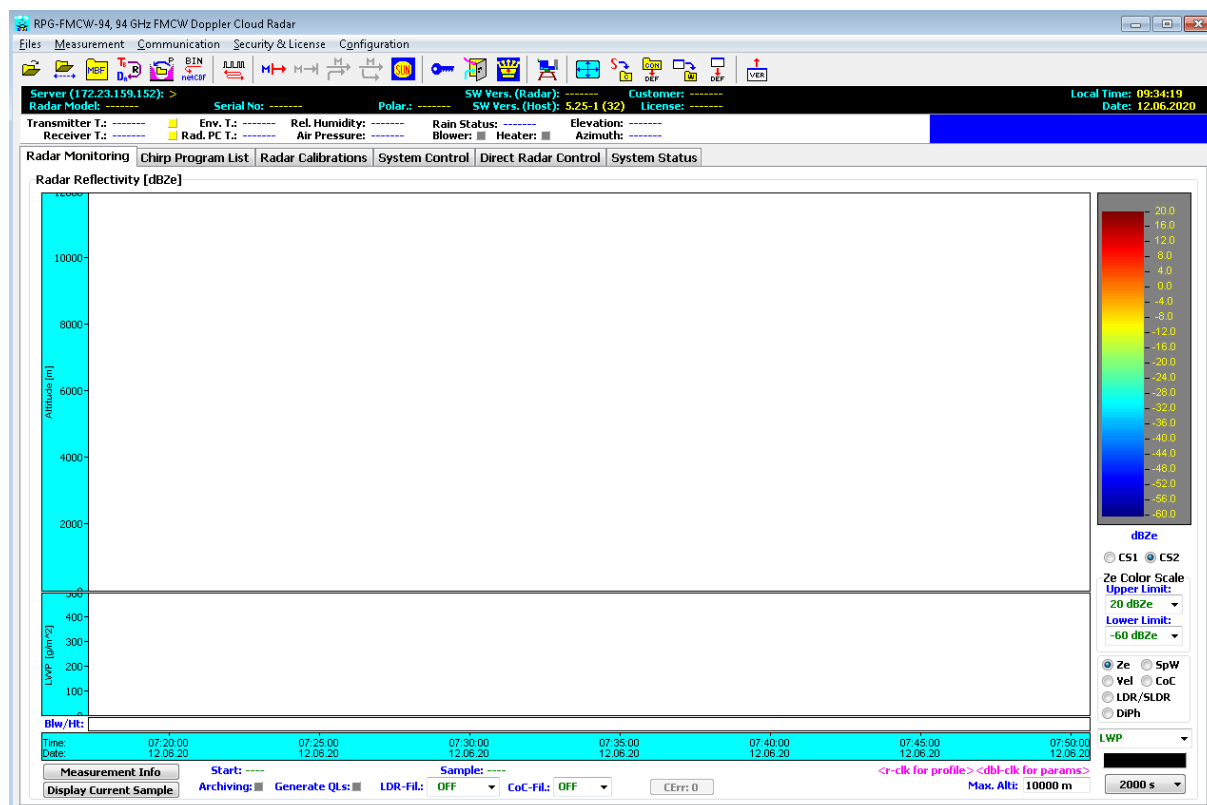 RPG-FMCW-94, 94 GHz FMCW Doppler Cloud Radar
Files Measurement Communication Security & License Configuration
MBF Ts Dn R P BIN netCDF M M M M SUN S C CON DEF W DEF VER
Server (172.23.159.152): > SW Vers. (Radar): ------- Customer: ------- Local Time: 09:34:19
Radar Model: ------- Serial No: ------- Polar.: ------- SW Vers. (Host): 5.25-1 (32) License: ------- Date: 12.06.2020
Transmitter T.: ------- Env. T.: ------- Rel. Humidity: ------- Rain Status: ------- Elevation: -------
Receiver T.: ------- Rad. PC T.: ------- Air Pressure: ------- Blower: Heater: Azimuth: -------
Radar Monitoring Chirp Program List Radar Calibrations System Control Direct Radar Control System Status
Radar Reflectivity [dBZe]
12000
10000
8000
6000
4000
2000
0
Altitude [m]
500
400
300
200
100
0
LWP [g/m^2]
Blw/Ht:
Time: 07:20:00 07:25:00 07:30:00 07:35:00 07:40:00 07:45:00 07:50:00
Date: 12.06.20 12.06.20 12.06.20 12.06.20 12.06.20 12.06.20 12.06.20
20.0
16.0
12.0
8.0
4.0
0.0
-4.0
-8.0
-12.0
-16.0
-20.0
-24.0
-28.0
-32.0
-36.0
-40.0
-44.0
-48.0
-52.0
-56.0
-60.0
dBZe
CS1 CS2
Ze Color Scale
Upper Limit:
20 dBZe
Lower Limit:
-60 dBZe
Ze SpW
Vel CoC
LDR/SLDR
DiPh
LWP
Measurement Info Start: ---- Sample: ---- <r-clk for profile> <dbl-clk for params>
Display Current Sample Archiving: Generate QLs: LDR-Fil.: OFF CoC-Fil.: OFF CErr: 0 Max. Alti: 10000 m 2000 s